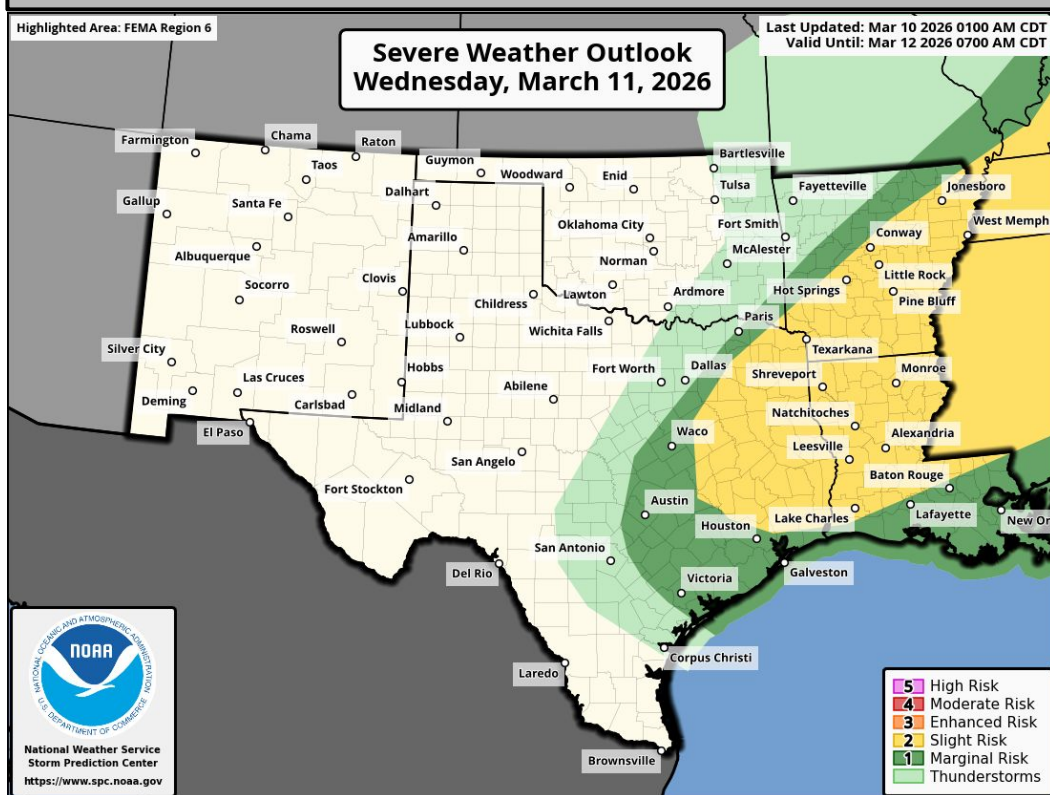 Highlighted Area: FEMA Region 6
Last Updated: Mar 10 2026 0100 AM CDT
Valid Until: Mar 12 2026 0700 AM CDT
Severe Weather Outlook
Wednesday, March 11, 2026
Farmington
Chama
Raton
Taos
Guymon
Woodward
Enid
Bartlesville
Tulsa
Fayetteville
Jonesboro
Gallup
Santa Fe
Dalhart
Oklahoma City
Fort Smith
Conway
West Memph
Albuquerque
Amarillo
Norman
McAlester
Little Rock
Socorro
Clovis
Childress
Lawton
Ardmore
Hot Springs
Pine Bluff
Roswell
Lubbock
Wichita Falls
Paris
Texarkana
Silver City
Las Cruces
Hobbs
Fort Worth
Dallas
Shreveport
Monroe
Deming
Carlsbad
Midland
Abilene
Natchitoches
El Paso
San Angelo
Waco
Leesville
Alexandria
Fort Stockton
Austin
Baton Rouge
Houston
Lake Charles
Lafayette
New Or
San Antonio
Del Rio
Victoria
Galveston
Laredo
Corpus Christi
Brownsville
NATIONAL OCEANIC AND ATMOSPHERIC ADMINISTRATION
NOAA
U.S. DEPARTMENT OF COMMERCE
National Weather Service
Storm Prediction Center
https://www.spc.noaa.gov
5 High Risk
4 Moderate Risk
3 Enhanced Risk
2 Slight Risk
1 Marginal Risk
Thunderstorms